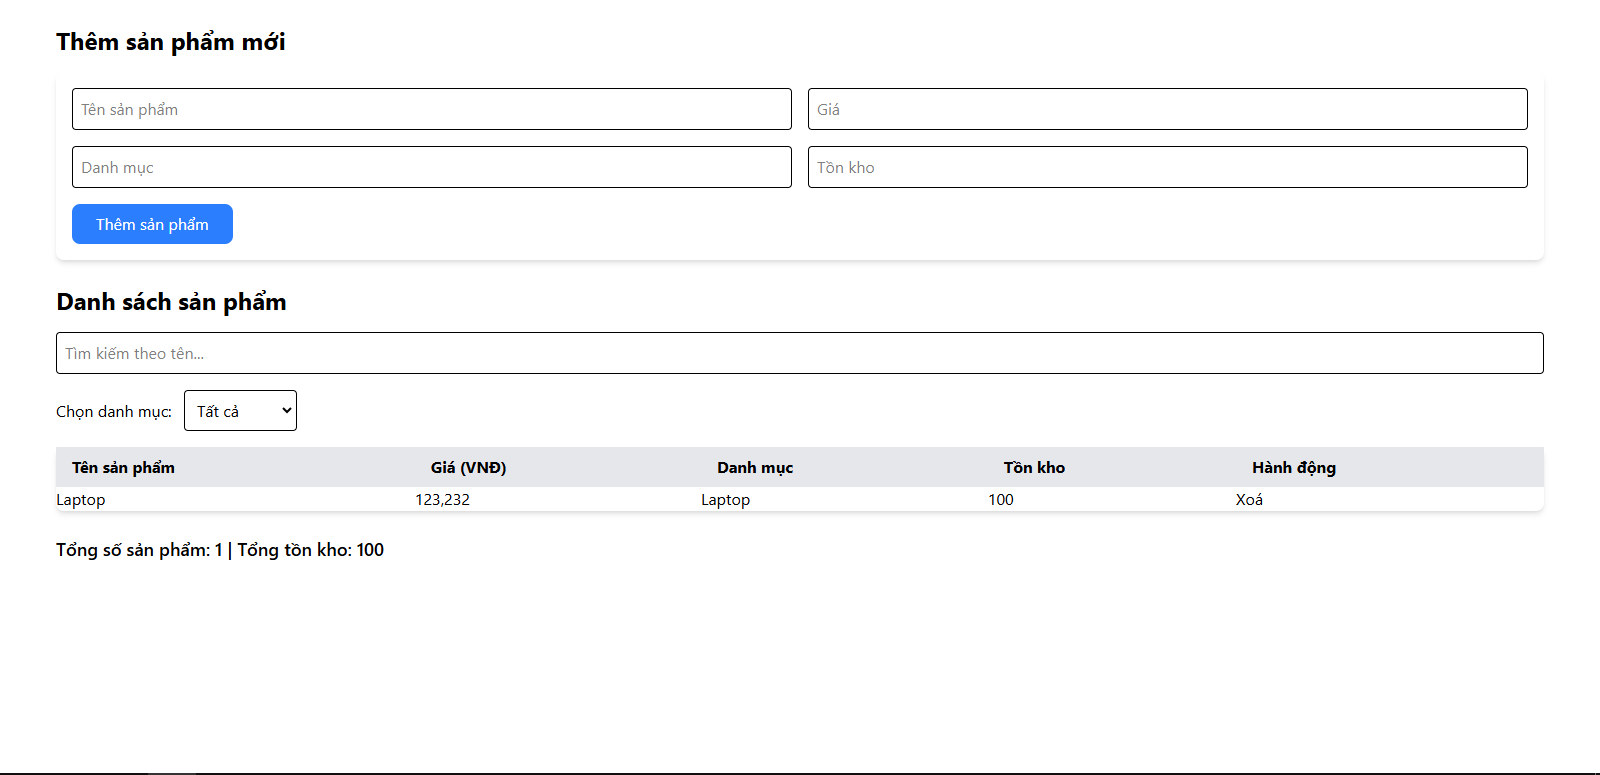 Thêm sản phẩm mới
Tên sản phẩm Giá
Danh mục Tồn kho
Thêm sản phẩm
Danh sách sản phẩm
Tìm kiếm theo tên...
Chọn danh mục: Tất cả
Tên sản phẩm Giá (VNĐ) Danh mục Tồn kho Hành động
Laptop 123,232 Laptop 100 Xoá
Tổng số sản phẩm: 1 | Tổng tồn kho: 100